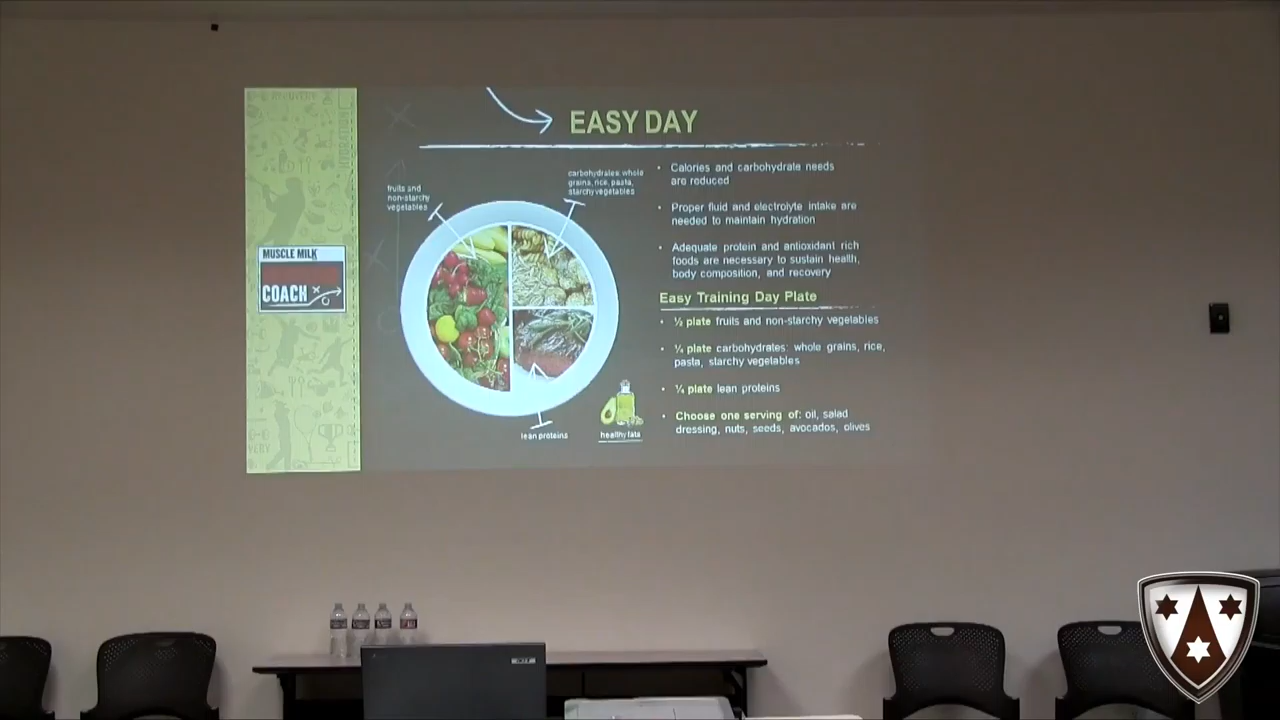 EASY DAY
fruits and
non-starchy
vegetables
carbohydrates: whole
grains, rice, pasta,
starchy vegetables
lean proteins
healthy fats
• Calories and carbohydrate needs
are reduced
• Proper fluid and electrolyte intake are
needed to maintain hydration
• Adequate protein and antioxidant rich
foods are necessary to sustain health,
body composition, and recovery
Easy Training Day Plate
• ½ plate fruits and non-starchy vegetables
• ¼ plate carbohydrates: whole grains, rice,
pasta, starchy vegetables
• ¼ plate lean proteins
• Choose one serving of: oil, salad
dressing, nuts, seeds, avocados, olives
MUSCLE MILK
COACH
acer